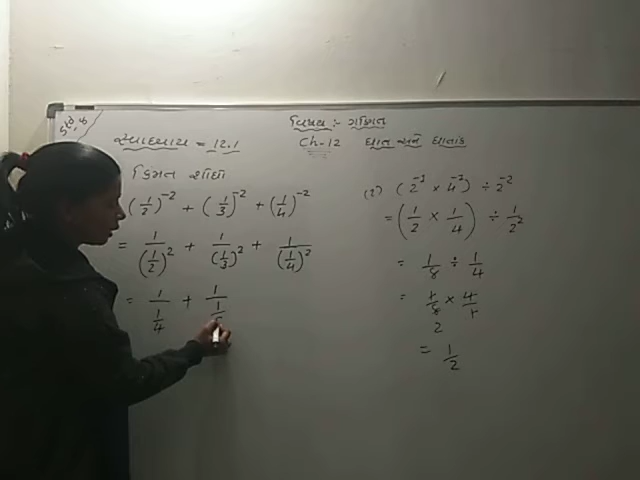 વિષય :- ગણિત
સ્વાધ્યાય = 12.1
Ch-12
ઘાત અને ઘાતાંક
કિંમત શોધો
(1/2)^-2 + (1/3)^-2 + (1/4)^-2
= 1/(1/2)^2 + 1/(1/3)^2 + 1/(1/4)^2
= 1/(1/4) + 1/(1/
(2) (2^-1 × 4^-1) ÷ 2^-2
= (1/2 × 1/4) ÷ 1/2^2
= 1/8 ÷ 1/4
= 1/8 × 4/1
2
= 1/2